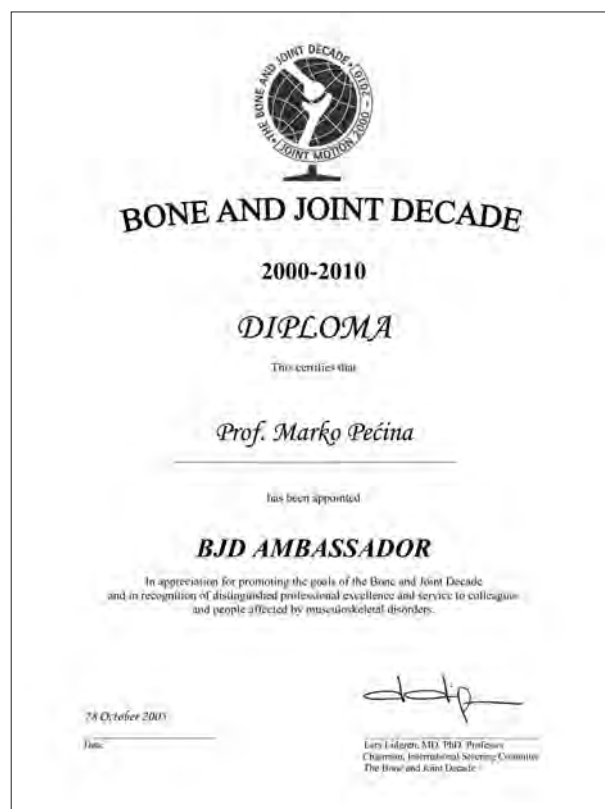 THE BONE AND JOINT DECADE
JOINT MOTION 2000 – 2010
BONE AND JOINT DECADE
2000-2010
DIPLOMA
This certifies that
Prof. Marko Pećina
has been appointed
BJD AMBASSADOR
In appreciation for promoting the goals of the Bone and Joint Decade
and in recognition of distinguished professional excellence and service to colleagues
and people affected by musculoskeletal disorders.
October 2005
Date
Lars Lidgren, MD, PhD, Professor
Chairman, International Steering Committee
The Bone and Joint Decade